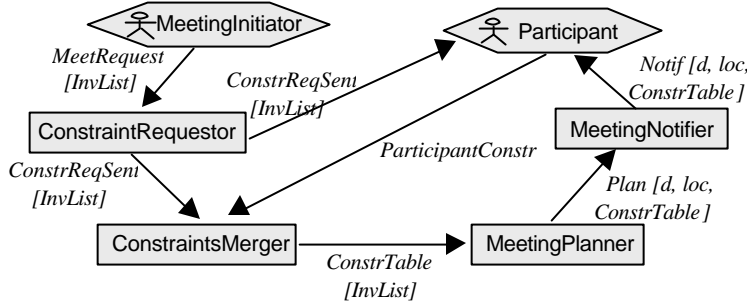 MeetingInitiator
Participant
MeetRequest
[InvList]
ConstrReqSent
[InvList]
Notif [d, loc,
ConstrTable]
ConstraintRequestor
MeetingNotifier
ParticipantConstr
ConstrReqSent
[InvList]
Plan [d, loc,
ConstrTable]
ConstraintsMerger
MeetingPlanner
ConstrTable
[InvList]